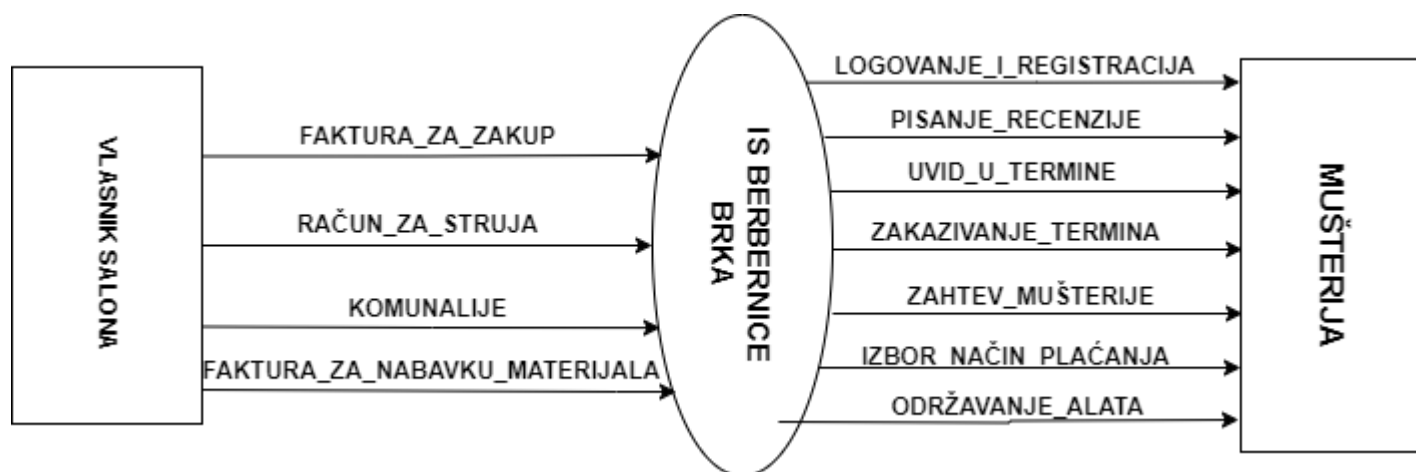 VLASNIK SALONA
FAKTURA_ZA_ZAKUP
RAČUN_ZA_STRUJA
KOMUNALIJE
FAKTURA_ZA_NABAVKU_MATERIJALA
IS BERBERNICE
BRKA
LOGOVANJE_I_REGISTRACIJA
PISANJE_RECENZIJE
UVID_U_TERMINE
ZAKAZIVANJE_TERMINA
ZAHTEV_MUŠTERIJE
IZBOR_NAČIN_PLAĆANJA
ODRŽAVANJE_ALATA
MUŠTERIJA